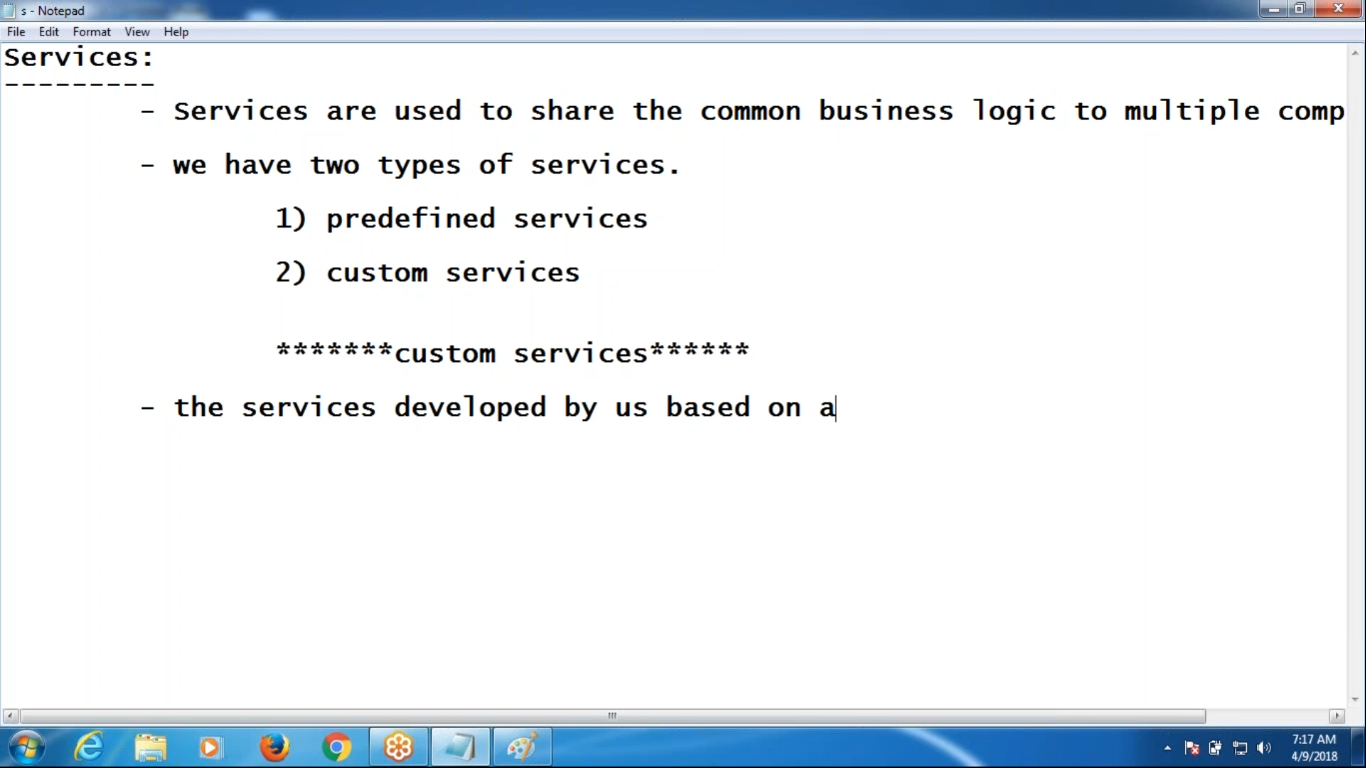 s - Notepad
File Edit Format View Help
Services:
---------
- Services are used to share the common business logic to multiple comp
- we have two types of services.
1) predefined services
2) custom services
*******custom services******
- the services developed by us based on a
7:17 AM
4/9/2018